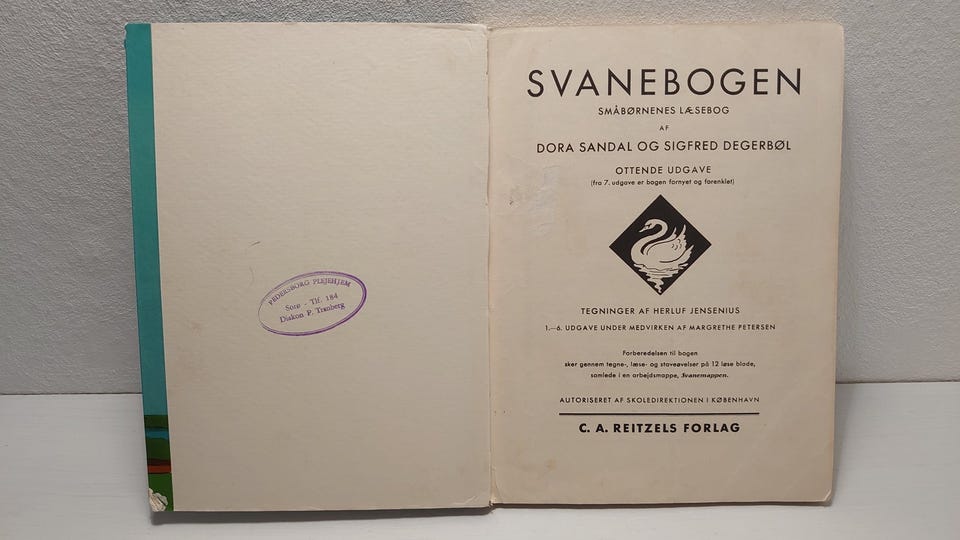 PEDERSBORG PLEJEHJEM
Sorø - Tlf. 184
Diakon P. Tranberg
SVANEBOGEN
SMÅBØRNENES LÆSEBOG
AF
DORA SANDAL OG SIGFRED DEGERBØL
OTTENDE UDGAVE
(fra 7. udgave er bogen fornyet og forenklet)
TEGNINGER AF HERLUF JENSENIUS
1.—6. UDGAVE UNDER MEDVIRKEN AF MARGRETHE PETERSEN
Forberedelsen til bogen
sker gennem tegne-, læse- og staveøvelser på 12 løse blade,
samlede i en arbejdsmappe, Svanemappen.
AUTORISERET AF SKOLEDIREKTIONEN I KØBENHAVN
C. A. REITZELS FORLAG